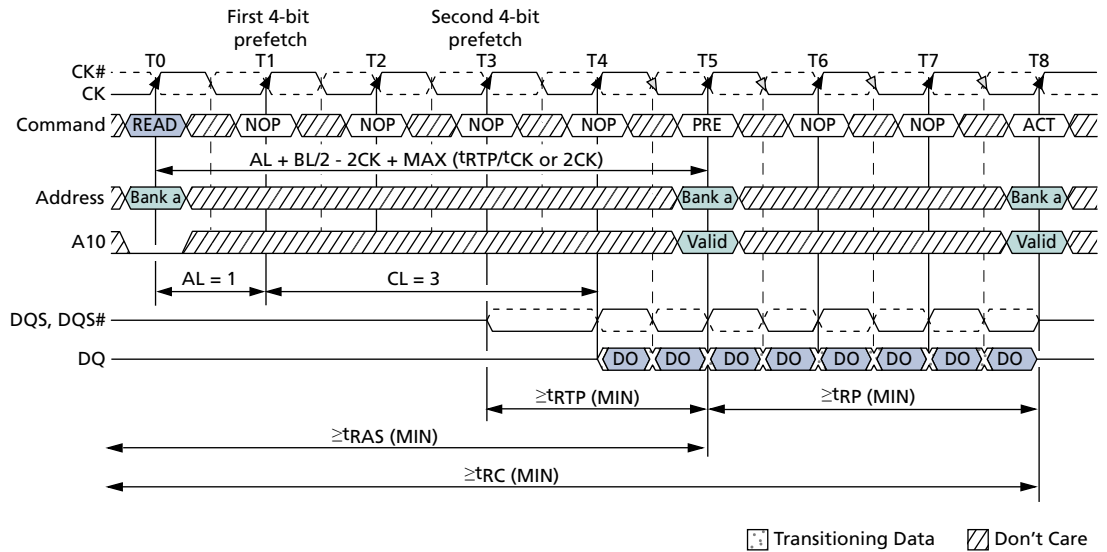 First 4-bit prefetch
Second 4-bit prefetch
T0 T1 T2 T3 T4 T5 T6 T7 T8
CK#
CK
Command READ NOP NOP NOP NOP PRE NOP NOP ACT
AL + BL/2 - 2CK + MAX (tRTP/tCK or 2CK)
Address Bank a Bank a Bank a
A10 Valid Valid
AL = 1 CL = 3
DQS, DQS#
DQ DO DO DO DO DO DO DO DO
≥tRTP (MIN) ≥tRP (MIN)
≥tRAS (MIN)
≥tRC (MIN)
Transitioning Data Don't Care